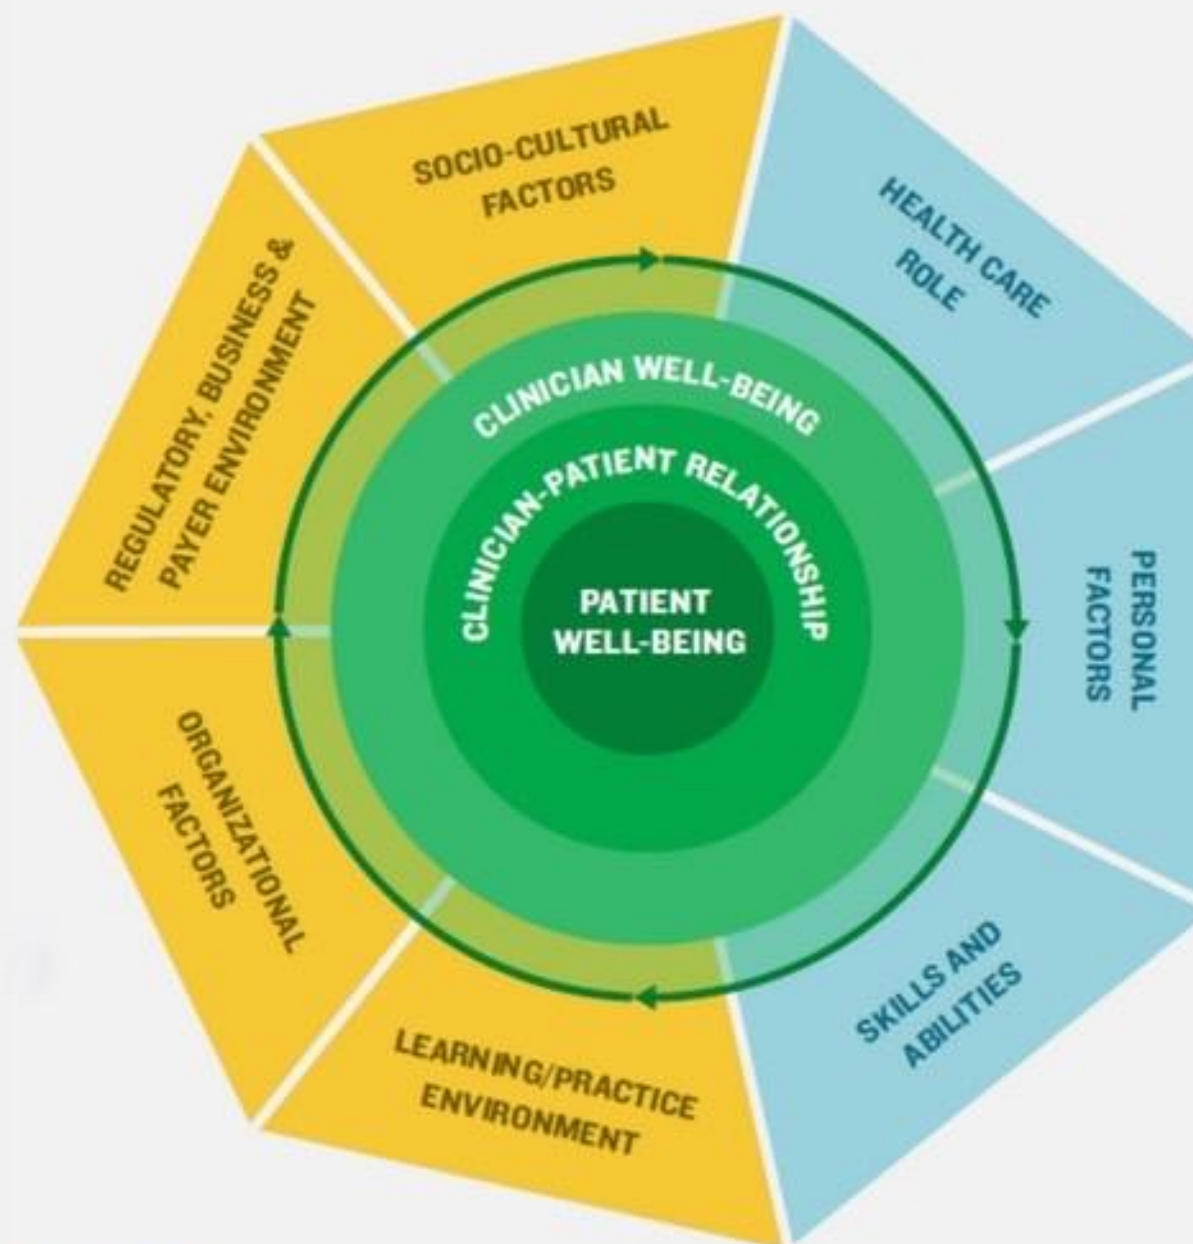 SOCIO-CULTURAL
FACTORS
HEALTH CARE
ROLE
REGULATORY, BUSINESS &
PAYER ENVIRONMENT
CLINICIAN WELL-BEING
CLINICIAN-PATIENT RELATIONSHIP
PATIENT
WELL-BEING
PERSONAL
FACTORS
ORGANIZATIONAL
FACTORS
SKILLS AND
ABILITIES
LEARNING/PRACTICE
ENVIRONMENT